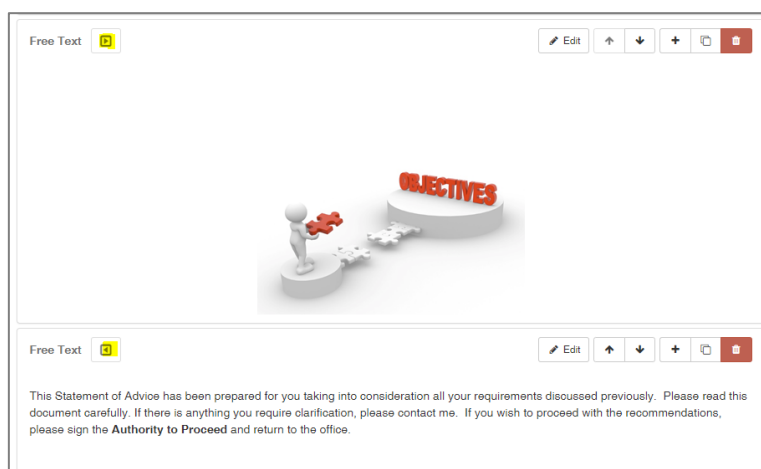 Free Text
Edit
OBJECTIVES
Free Text
Edit
This Statement of Advice has been prepared for you taking into consideration all your requirements discussed previously.  Please read this
document carefully. If there is anything you require clarification, please contact me.  If you wish to proceed with the recommendations,
please sign the Authority to Proceed and return to the office.